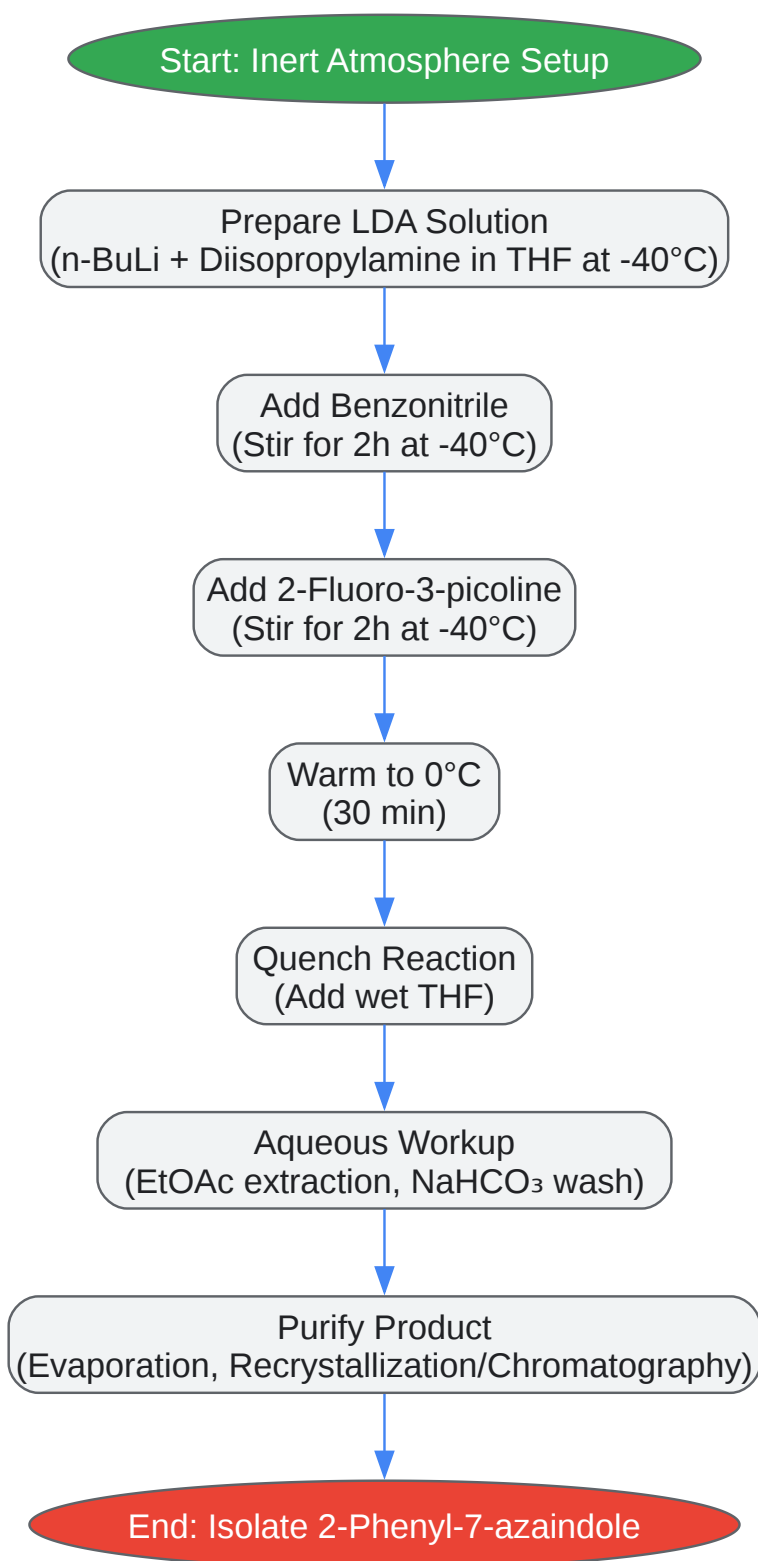 Start: Inert Atmosphere Setup
Prepare LDA Solution
(n-BuLi + Diisopropylamine in THF at -40°C)
Add Benzonitrile
(Stir for 2h at -40°C)
Add 2-Fluoro-3-picoline
(Stir for 2h at -40°C)
Warm to 0°C
(30 min)
Quench Reaction
(Add wet THF)
Aqueous Workup
(EtOAc extraction, NaHCO₃ wash)
Purify Product
(Evaporation, Recrystallization/Chromatography)
End: Isolate 2-Phenyl-7-azaindole